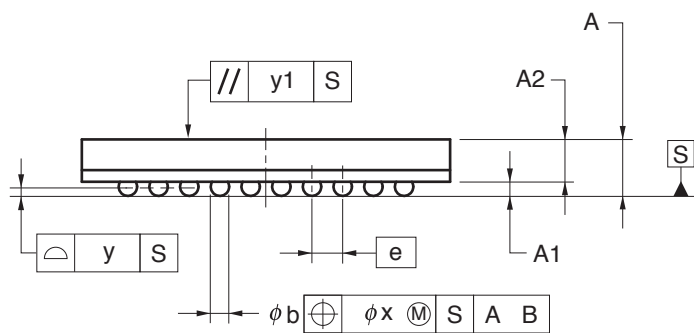 A
// y1 S
A2
S
⌓ y S
e
A1
ϕb ⌖ ϕx Ⓜ S A B